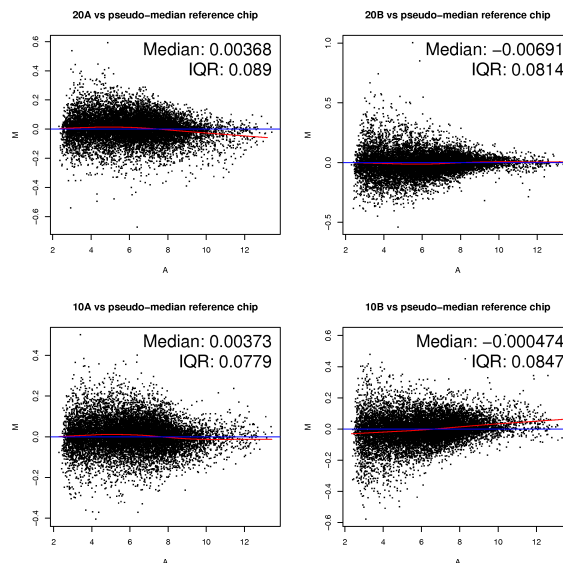 20A vs pseudo−median reference chip
Median: 0.00368
IQR: 0.089
M
0.6
0.4
0.2
0.0
−0.2
−0.4
−0.6
2 4 6 8 10 12
A
20B vs pseudo−median reference chip
Median: −0.00691
IQR: 0.0814
M
1.0
0.5
0.0
−0.5
2 4 6 8 10 12
A
10A vs pseudo−median reference chip
Median: 0.00373
IQR: 0.0779
M
0.4
0.2
0.0
−0.2
−0.4
2 4 6 8 10 12
A
10B vs pseudo−median reference chip
Median: −0.000474
IQR: 0.0847
M
0.6
0.4
0.2
0.0
−0.2
−0.4
−0.6
2 4 6 8 10 12
A